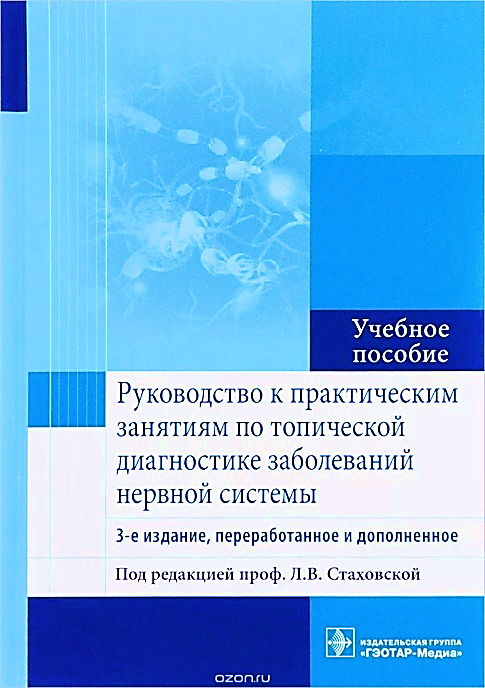 Учебное
пособие
Руководство к практическим
занятиям по топической
диагностике заболеваний
нервной системы
3-е издание, переработанное и дополненное
Под редакцией проф. Л.В. Стаховской
ИЗДАТЕЛЬСКАЯ ГРУППА
«ГЭОТАР-Медиа»
ozon.ru